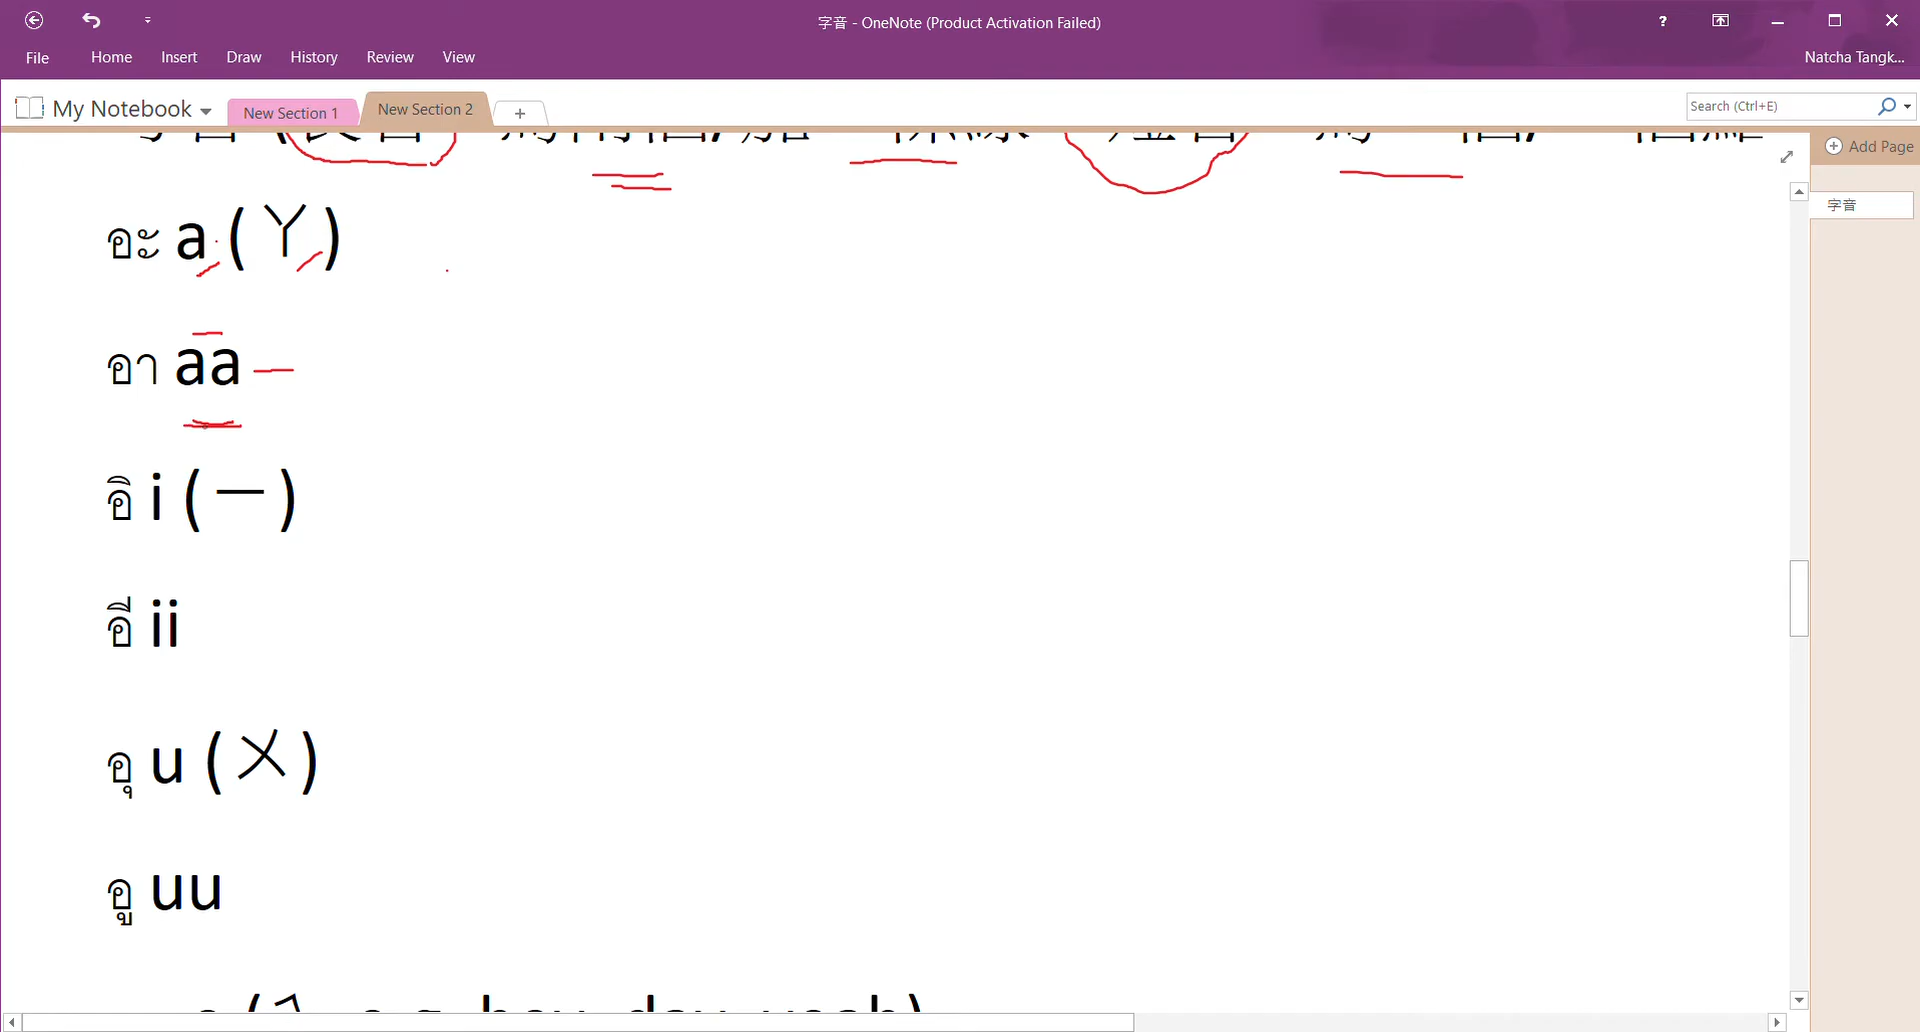 字音 - OneNote (Product Activation Failed)
?
File Home Insert Draw History Review View
Natcha Tangk...
My Notebook
New Section 1
New Section 2
+
Search (Ctrl+E)
Add Page
字音
อะ a (ㄚ)
อา aa
อิ i (ㄧ)
อี ii
อุ u (ㄨ)
อู uu